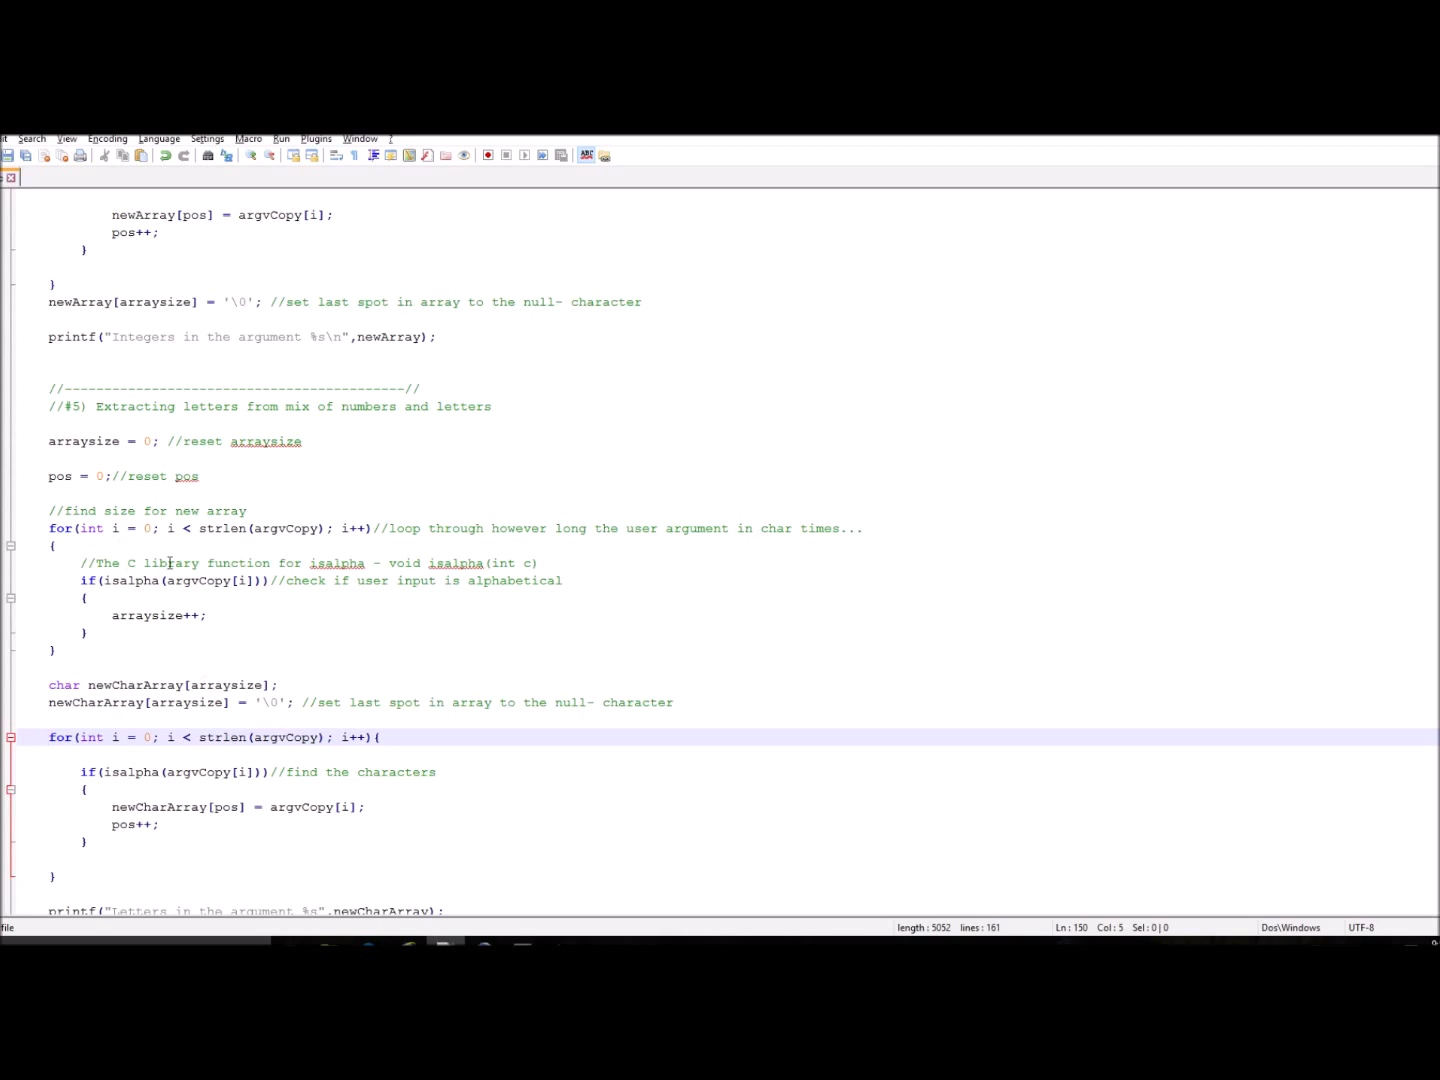 it Search View Encoding Language Settings Macro Run Plugins Window ?
newArray[pos] = argvCopy[i];
pos++;
}
}
newArray[arraysize] = '\0'; //set last spot in array to the null- character
printf("Integers in the argument %s\n",newArray);
//-------------------------------------------//
//#5) Extracting letters from mix of numbers and letters
arraysize = 0; //reset arraysize
pos = 0;//reset pos
//find size for new array
for(int i = 0; i < strlen(argvCopy); i++)//loop through however long the user argument in char times...
{
//The C library function for isalpha - void isalpha(int c)
if(isalpha(argvCopy[i]))//check if user input is alphabetical
{
arraysize++;
}
}
char newCharArray[arraysize];
newCharArray[arraysize] = '\0'; //set last spot in array to the null- character
for(int i = 0; i < strlen(argvCopy); i++){
if(isalpha(argvCopy[i]))//find the characters
{
newCharArray[pos] = argvCopy[i];
pos++;
}
}
printf("Letters in the argument %s",newCharArray);
file length : 5052 lines : 161 Ln : 150 Col : 5 Sel : 0 | 0 Dos\Windows UTF-8